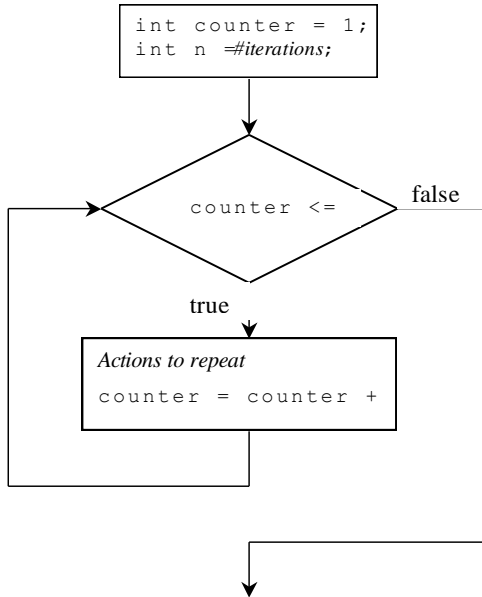 int counter = 1;
int n =#iterations;
counter <=
false
true
Actions to repeat
counter = counter +